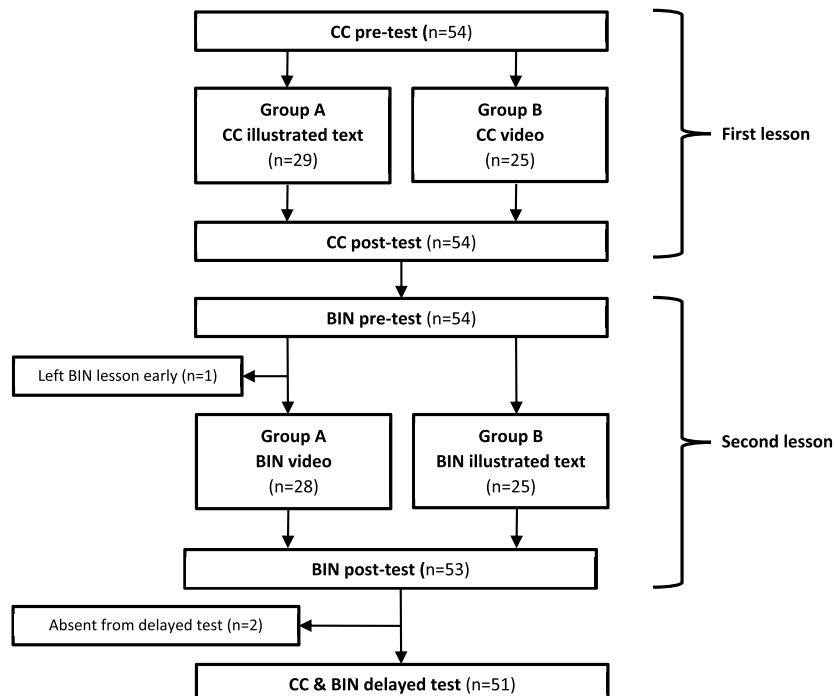 CC pre-test (n=54)
Group A
CC illustrated text
(n=29)
Group B
CC video
(n=25)
First lesson
CC post-test (n=54)
BIN pre-test (n=54)
Left BIN lesson early (n=1)
Group A
BIN video
(n=28)
Group B
BIN illustrated text
(n=25)
Second lesson
BIN post-test (n=53)
Absent from delayed test (n=2)
CC & BIN delayed test (n=51)